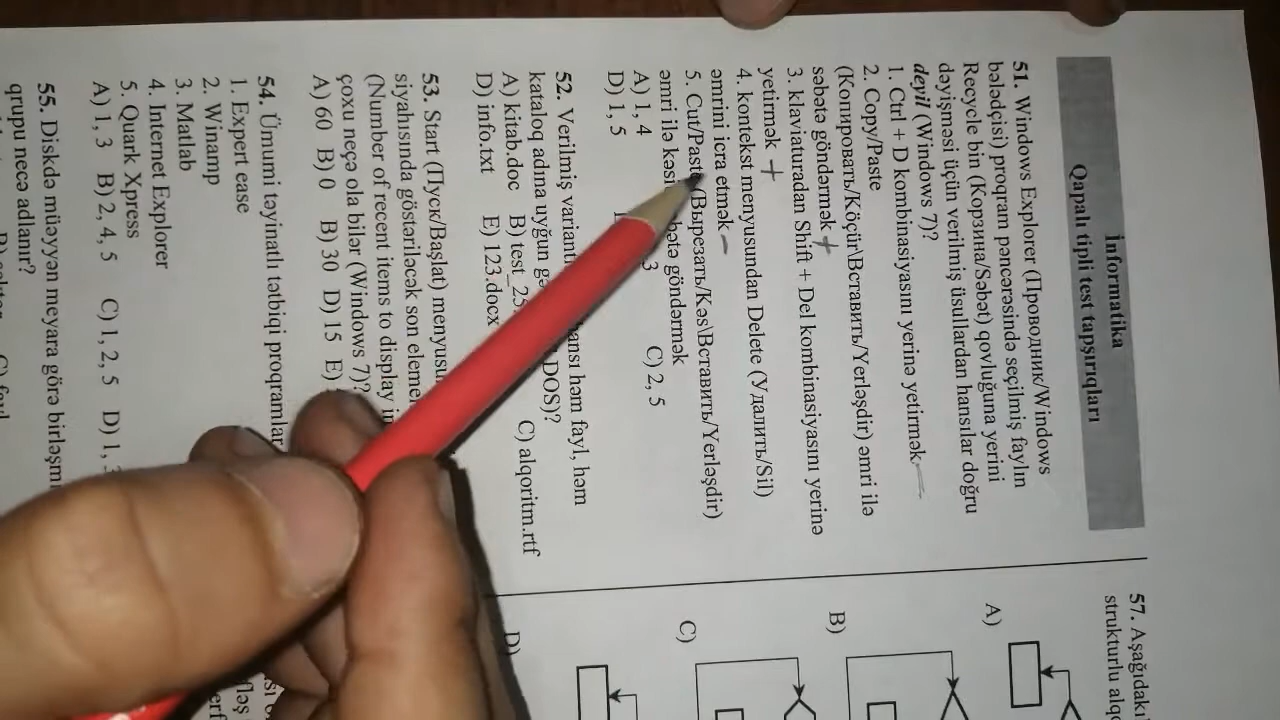 İnformatika
Qapalı tipli test tapşırıqları
51. Windows Explorer (Проводник/Windows
bələdçisi) proqram pəncərəsində seçilmiş faylın
Recycle bin (Корзина/Səbət) qovluğuna yerini
dəyişməsi üçün verilmiş üsullardan hansılar doğru
deyil (Windows 7)?
1. Ctrl + D kombinasiyasını yerinə yetirmək –
2. Copy/Paste
(Копировать/Köçür\Вставить/Yerləşdir) əmri ilə
səbətə göndərmək +
3. klaviaturadan Shift + Del kombinasiyasını yerinə
yetirmək +
4. kontekst menyusundan Delete (Удалить/Sil)
əmrini icra etmək –
5. Cut/Paste (Вырезать/Kəs\Вставить/Yerləşdir)
əmri ilə göndərmək
A) 1, 4 3 C) 2, 5
D) 1, 5
52. Verilmiş həm fayl, həm
kataloq adına uyğun DOS)?
A) kitab.doc B) C) alqoritm.rtf
D) info.txt E) 123.docx
53. Start (Пуск/Başlat)
siyahısında göstəriləcək son
(Number of recent items to display
çoxu neçə ola bilər (Windows 7)?
A) 60 B) 0 B) 30 D) 15 E)
54. Ümumi təyinatlı tətbiqi
1. Expert ease
2. Winamp
3. Matlab
4. Internet Explorer
5. Quark Xpress
A) 1, 3 B) 2, 4, 5 C) 1, 2, 5 D) 1,
55. Diskdə müəyyən meyara görə
qrupu necə adlanır?
57. Aşağıdakı
strukturlu
A)
B)
C)
D)